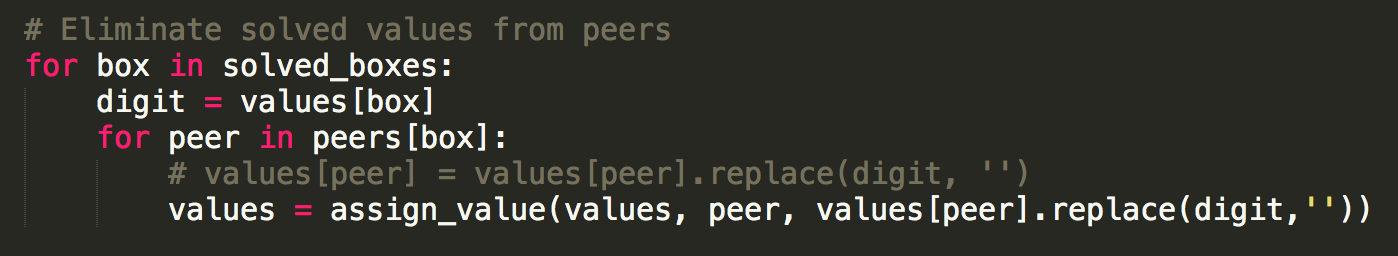 # Eliminate solved values from peers
for box in solved_boxes:
    digit = values[box]
    for peer in peers[box]:
        # values[peer] = values[peer].replace(digit, '')
        values = assign_value(values, peer, values[peer].replace(digit,''))